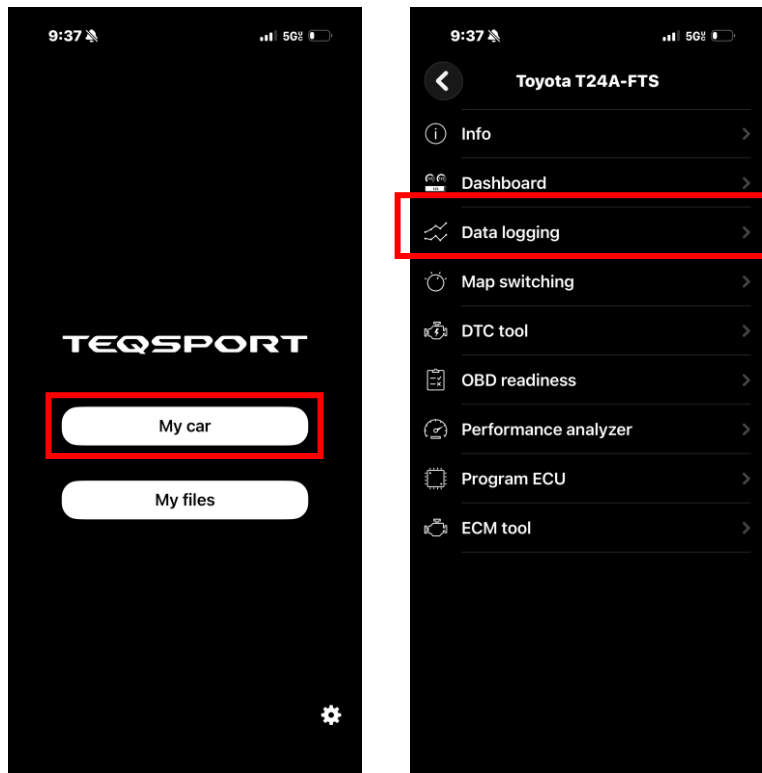 9:37
5G
TEQSPORT
My car
My files
9:37
5G
Toyota T24A-FTS
Info
Dashboard
Data logging
Map switching
DTC tool
OBD readiness
Performance analyzer
Program ECU
ECM tool